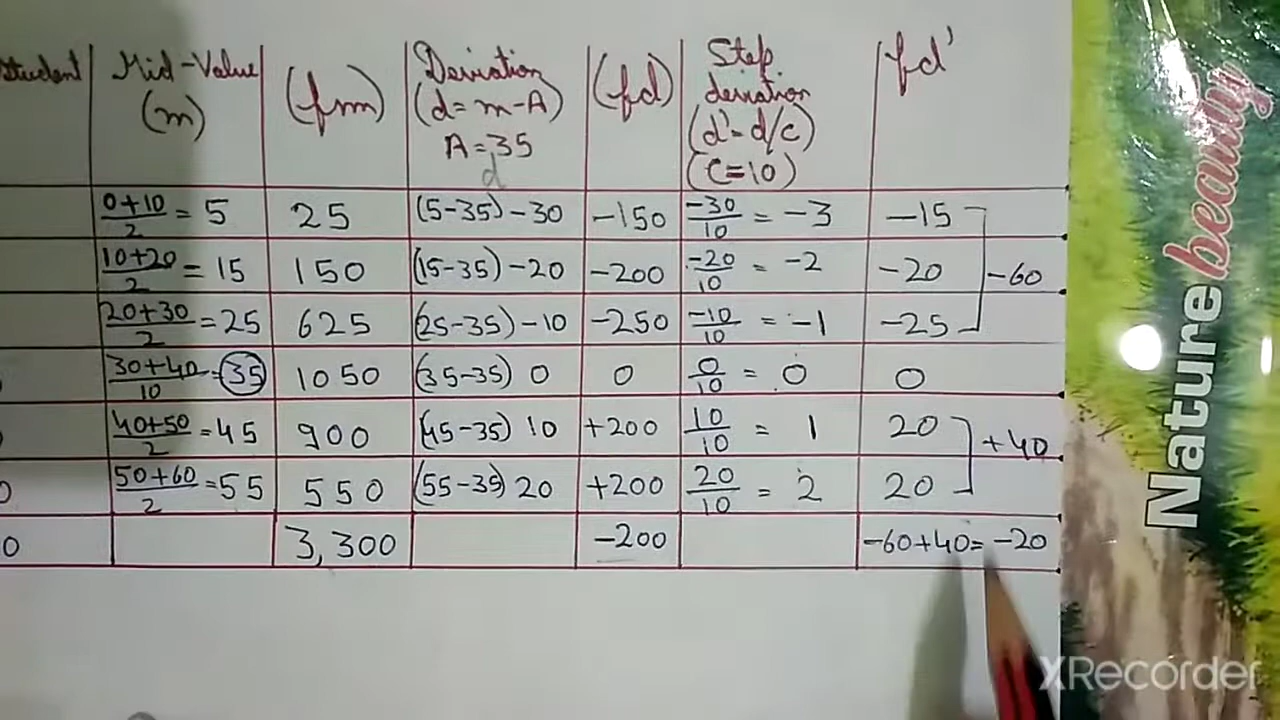 Student | Mid-Value (m) | (fm) | Deviation (d = m-A) A = 35 d | (fd) | Step deviation (d' = d/c) (C=10) | fd'
0+10/2 = 5 | 25 | (5-35) -30 | -150 | -30/10 = -3 | -15
10+20/2 = 15 | 150 | (15-35) -20 | -200 | -20/10 = -2 | -20 | -60
20+30/2 = 25 | 625 | (25-35) -10 | -250 | -10/10 = -1 | -25
30+40/10 = 35 | 1050 | (35-35) 0 | 0 | 0/10 = 0 | 0
40+50/2 = 45 | 900 | (45-35) 10 | +200 | 10/10 = 1 | 20 | +40
0 | 50+60/2 = 55 | 550 | (55-35) 20 | +200 | 20/10 = 2 | 20
0 | 3,300 | -200 | -60+40 = -20
Nature beauty
XRecorder